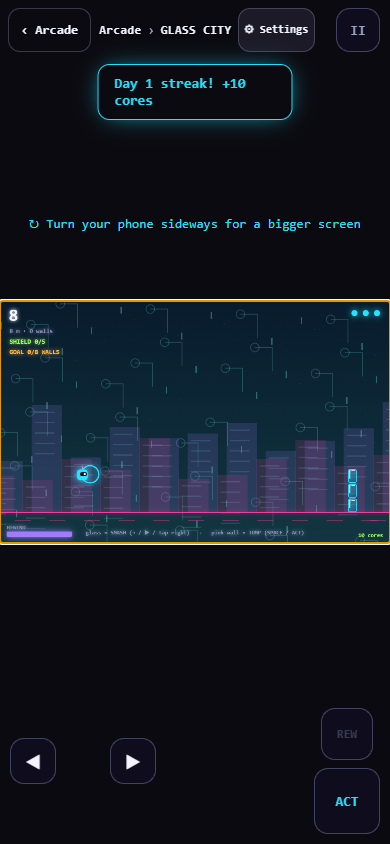 ‹ Arcade
Arcade › GLASS CITY
⚙ Settings
II
Day 1 streak! +10
cores
↻ Turn your phone sideways for a bigger screen
8
0 m · 0 walls
SHIELD 0/5
GOAL 0/8 WALLS
REWIND
glass = SMASH (→ / ▶ / tap right) · pink wall = JUMP (SPACE / ACT)
10 cores
◀
▶
REW
ACT